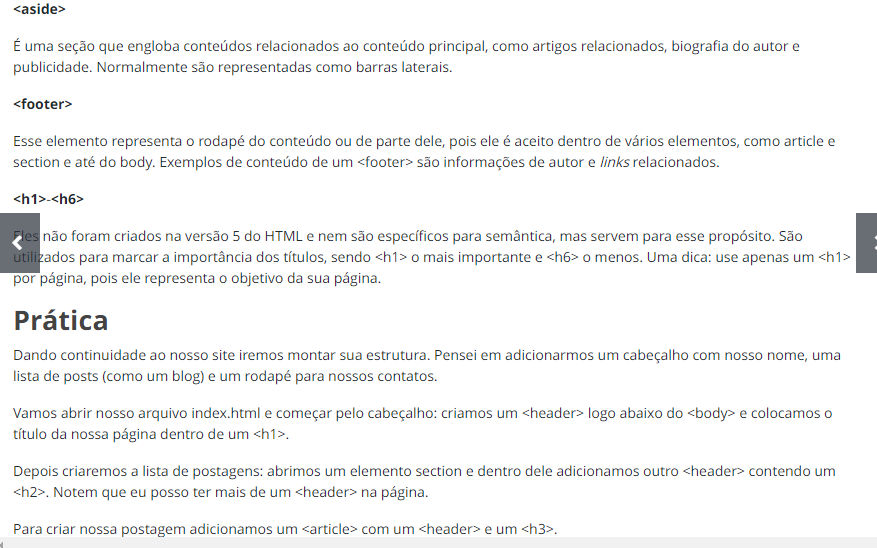 <aside>
É uma seção que engloba conteúdos relacionados ao conteúdo principal, como artigos relacionados, biografia do autor e
publicidade. Normalmente são representadas como barras laterais.
<footer>
Esse elemento representa o rodapé do conteúdo ou de parte dele, pois ele é aceito dentro de vários elementos, como article e
section e até do body. Exemplos de conteúdo de um <footer> são informações de autor e links relacionados.
<h1>-<h6>
Eles não foram criados na versão 5 do HTML e nem são específicos para semântica, mas servem para esse propósito. São
utilizados para marcar a importância dos títulos, sendo <h1> o mais importante e <h6> o menos. Uma dica: use apenas um <h1>
por página, pois ele representa o objetivo da sua página.
Prática
Dando continuidade ao nosso site iremos montar sua estrutura. Pensei em adicionarmos um cabeçalho com nosso nome, uma
lista de posts (como um blog) e um rodapé para nossos contatos.
Vamos abrir nosso arquivo index.html e começar pelo cabeçalho: criamos um <header> logo abaixo do <body> e colocamos o
título da nossa página dentro de um <h1>.
Depois criaremos a lista de postagens: abrimos um elemento section e dentro dele adicionamos outro <header> contendo um
<h2>. Notem que eu posso ter mais de um <header> na página.
Para criar nossa postagem adicionamos um <article> com um <header> e um <h3>.